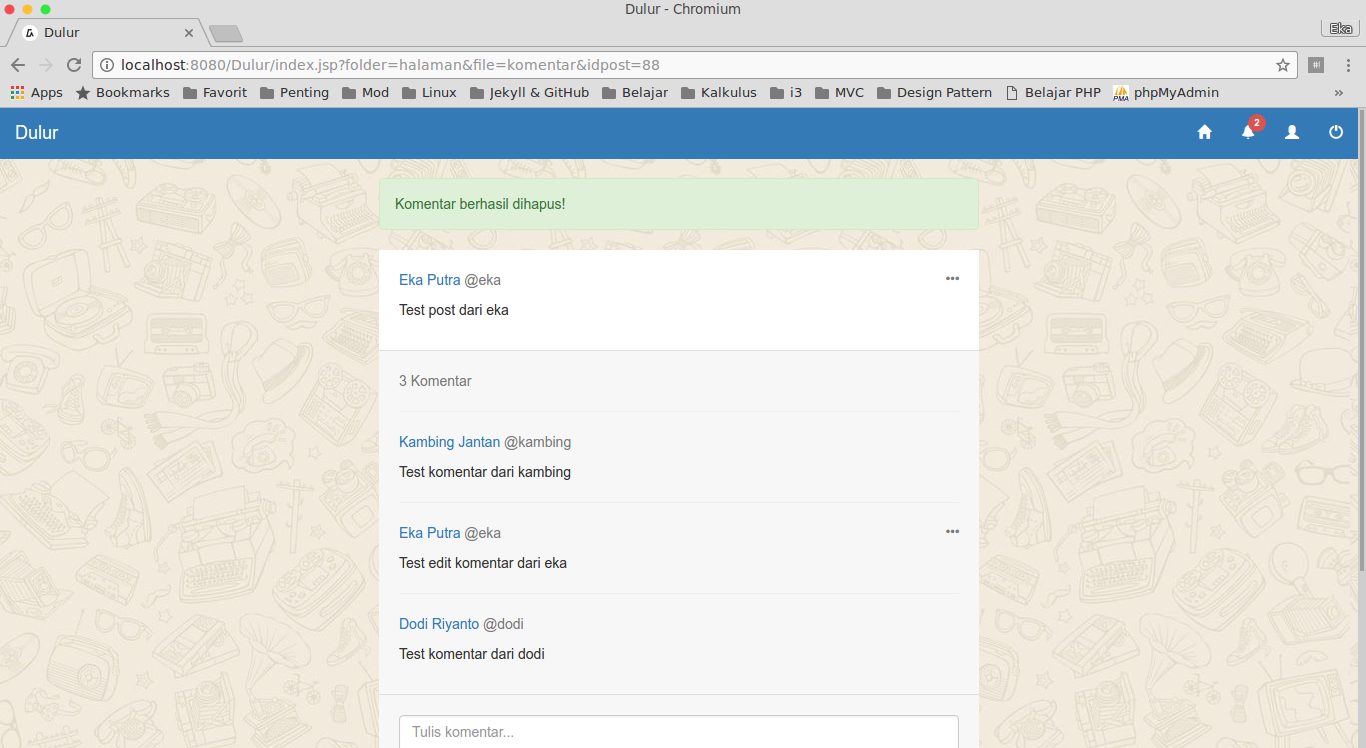 Dulur - Chromium
Dulur
Eka
localhost:8080/Dulur/index.jsp?folder=halaman&file=komentar&idpost=88
#!
Apps Bookmarks Favorit Penting Mod Linux Jekyll & GitHub Belajar Kalkulus i3 MVC Design Pattern Belajar PHP PMA phpMyAdmin »
Dulur 2
Komentar berhasil dihapus!
Eka Putra @eka
Test post dari eka
3 Komentar
Kambing Jantan @kambing
Test komentar dari kambing
Eka Putra @eka
Test edit komentar dari eka
Dodi Riyanto @dodi
Test komentar dari dodi
Tulis komentar...